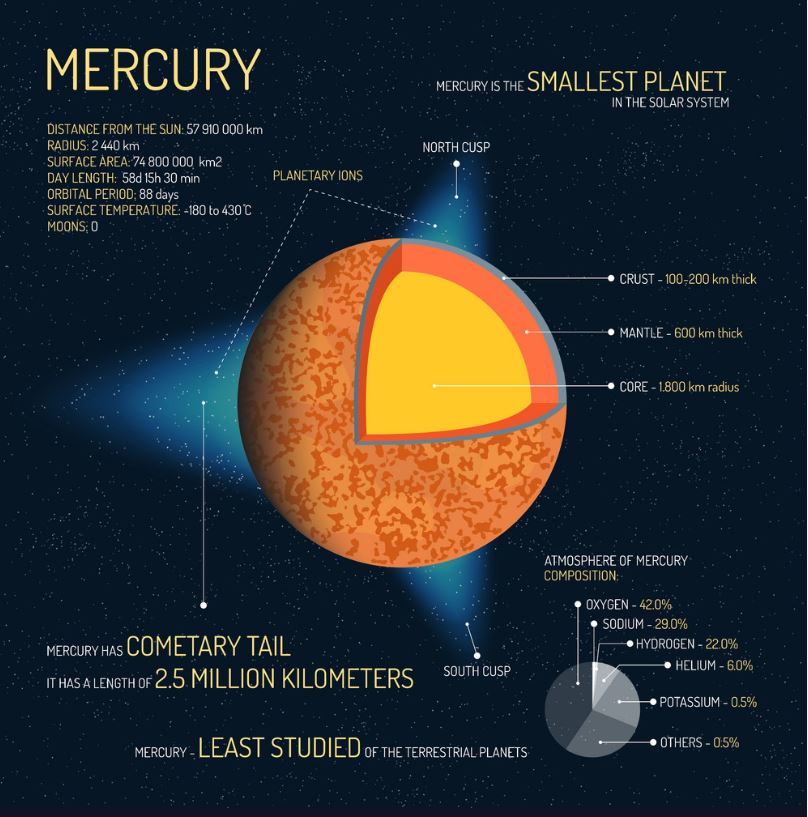 MERCURY
MERCURY IS THE SMALLEST PLANET
IN THE SOLAR SYSTEM
DISTANCE FROM THE SUN: 57 910 000 km
RADIUS: 2 440 km
SURFACE AREA: 74 800 000 km2
DAY LENGTH: 58d 15h 30 min
ORBITAL PERIOD: 88 days
SURFACE TEMPERATURE: -180 to 430°C
MOONS: 0
PLANETARY IONS
NORTH CUSP
CRUST - 100-200 km thick
MANTLE - 600 km thick
CORE - 1.800 km radius
MERCURY HAS COMETARY TAIL
IT HAS A LENGTH OF 2.5 MILLION KILOMETERS
SOUTH CUSP
ATMOSPHERE OF MERCURY
COMPOSITION:
OXYGEN - 42.0%
SODIUM - 29.0%
HYDROGEN - 22.0%
HELIUM - 6.0%
POTASSIUM - 0.5%
OTHERS - 0.5%
MERCURY - LEAST STUDIED OF THE TERRESTRIAL PLANETS